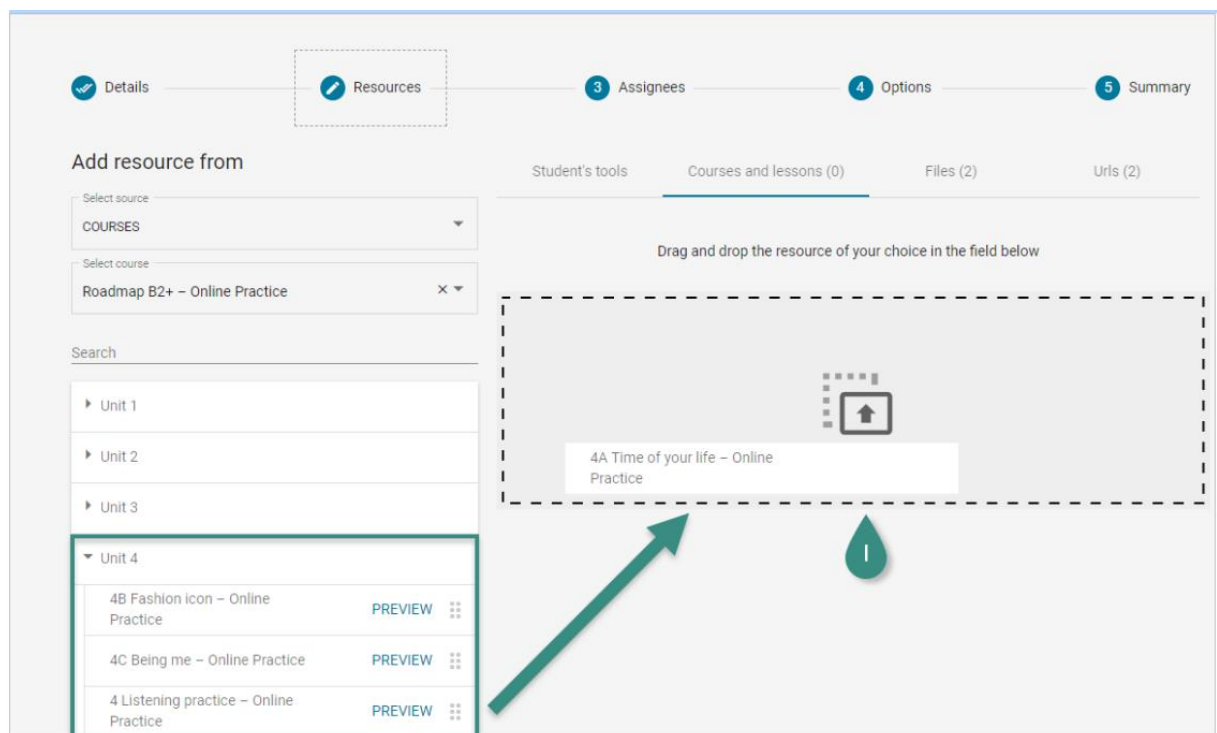 Details
Resources
3 Assignees
4 Options
5 Summary
Add resource from
Select source
COURSES
Select course
Roadmap B2+ – Online Practice
Search
Unit 1
Unit 2
Unit 3
Unit 4
4B Fashion icon – Online
Practice
PREVIEW
4C Being me – Online Practice
PREVIEW
4 Listening practice – Online
Practice
PREVIEW
Student's tools
Courses and lessons (0)
Files (2)
Urls (2)
Drag and drop the resource of your choice in the field below
4A Time of your life – Online
Practice
I